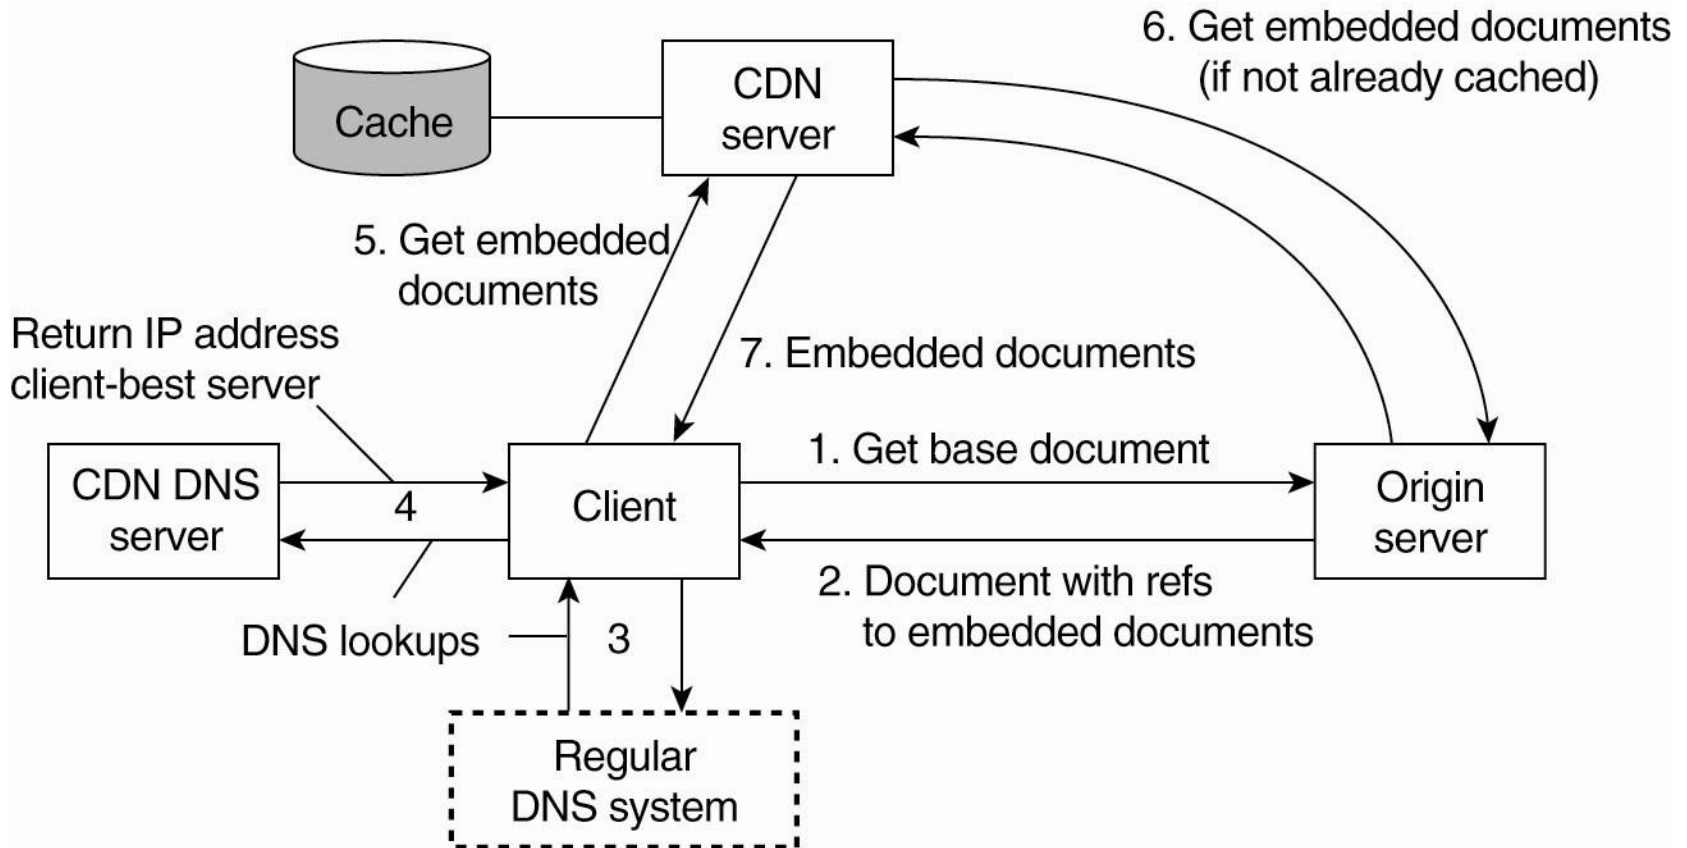 6. Get embedded documents
(if not already cached)
CDN
server
Cache
5. Get embedded
documents
Return IP address
client-best server
7. Embedded documents
1. Get base document
CDN DNS
server
4
Client
Origin
server
2. Document with refs
to embedded documents
DNS lookups
3
Regular
DNS system